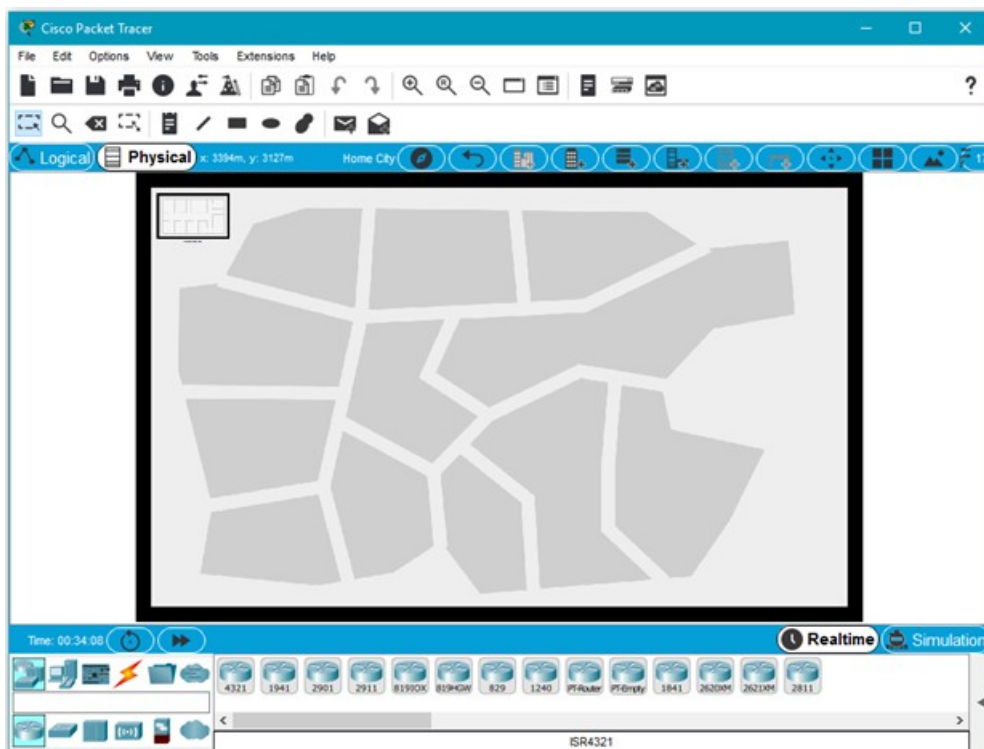 Cisco Packet Tracer
File Edit Options View Tools Extensions Help
?
Logical Physical x: 3394m, y: 3127m Home City
Time: 00:34:08 Realtime Simulation
4321 1941 2901 2911 819IOX 819HGW 829 1240 PT-Router PT-Empty 1841 2620XM 2621XM 2811
ISR4321